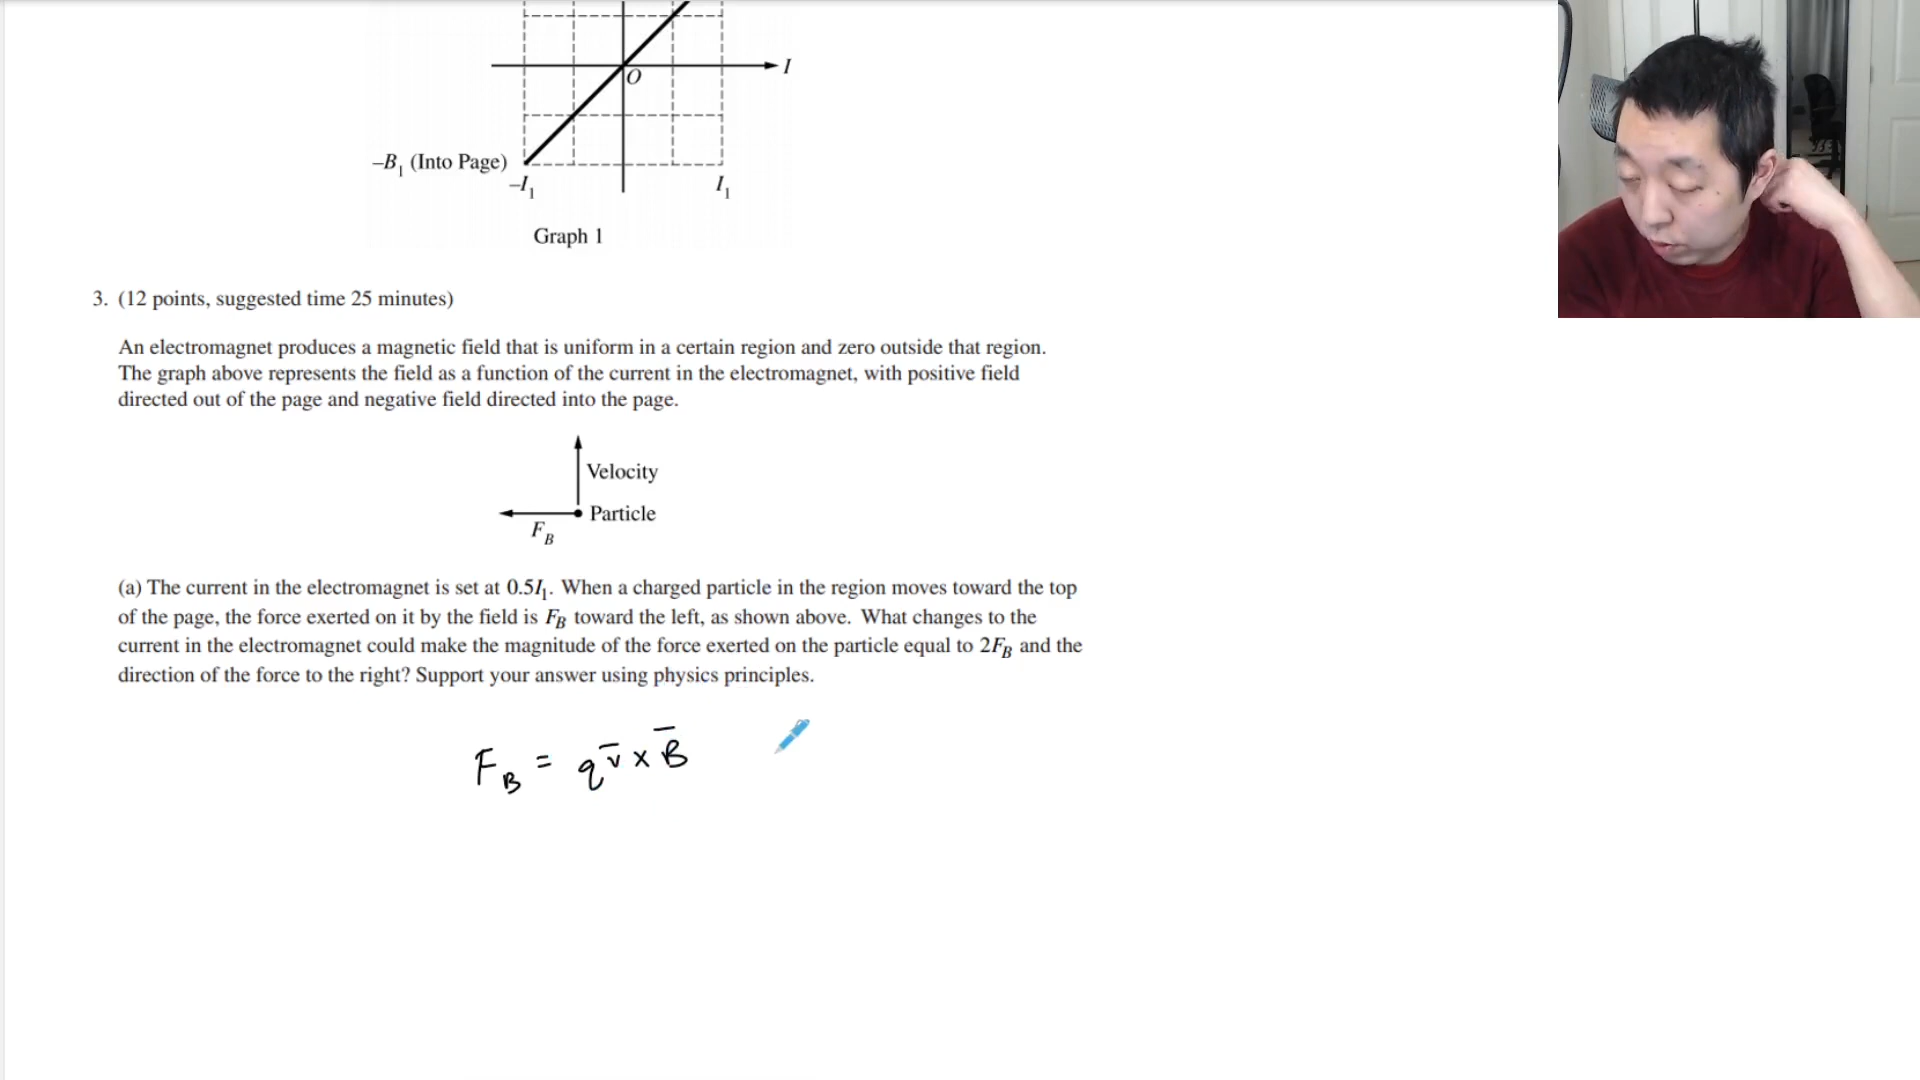 I
O
–B₁ (Into Page)
–I₁
I₁
Graph 1
3. (12 points, suggested time 25 minutes)
An electromagnet produces a magnetic field that is uniform in a certain region and zero outside that region.
The graph above represents the field as a function of the current in the electromagnet, with positive field
directed out of the page and negative field directed into the page.
Velocity
Particle
F_B
(a) The current in the electromagnet is set at 0.5I₁. When a charged particle in the region moves toward the top
of the page, the force exerted on it by the field is F_B toward the left, as shown above. What changes to the
current in the electromagnet could make the magnitude of the force exerted on the particle equal to 2F_B and the
direction of the force to the right? Support your answer using physics principles.
F_B = qv̄ × B̄